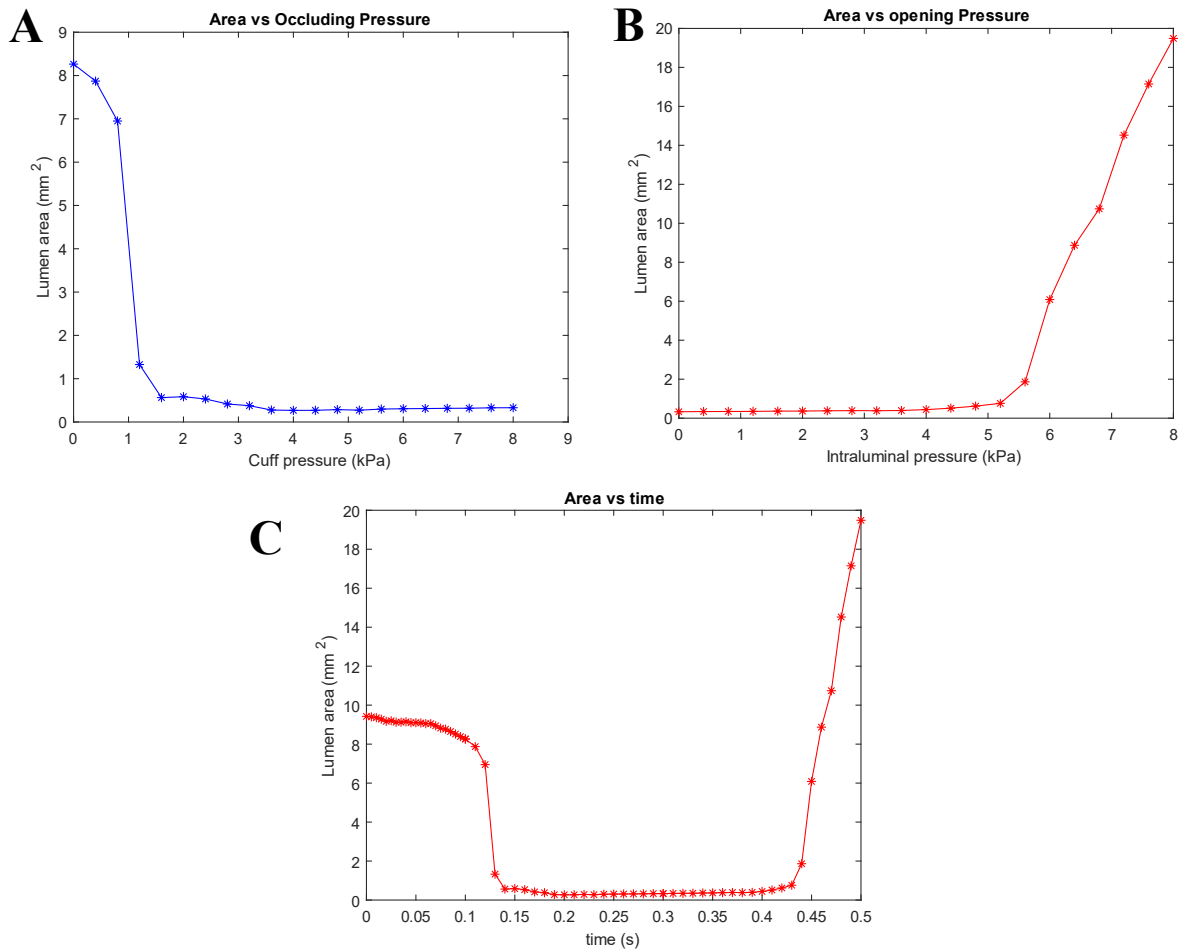 A
Area vs Occluding Pressure
9
8
7
6
5
4
3
2
1
0
Lumen area (mm 2)
0 1 2 3 4 5 6 7 8 9
Cuff pressure (kPa)
B
Area vs opening Pressure
20
18
16
14
12
10
8
6
4
2
0
Lumen area (mm 2)
0 1 2 3 4 5 6 7 8
Intraluminal pressure (kPa)
C
Area vs time
20
18
16
14
12
10
8
6
4
2
0
Lumen area (mm 2)
0 0.05 0.1 0.15 0.2 0.25 0.3 0.35 0.4 0.45 0.5
time (s)